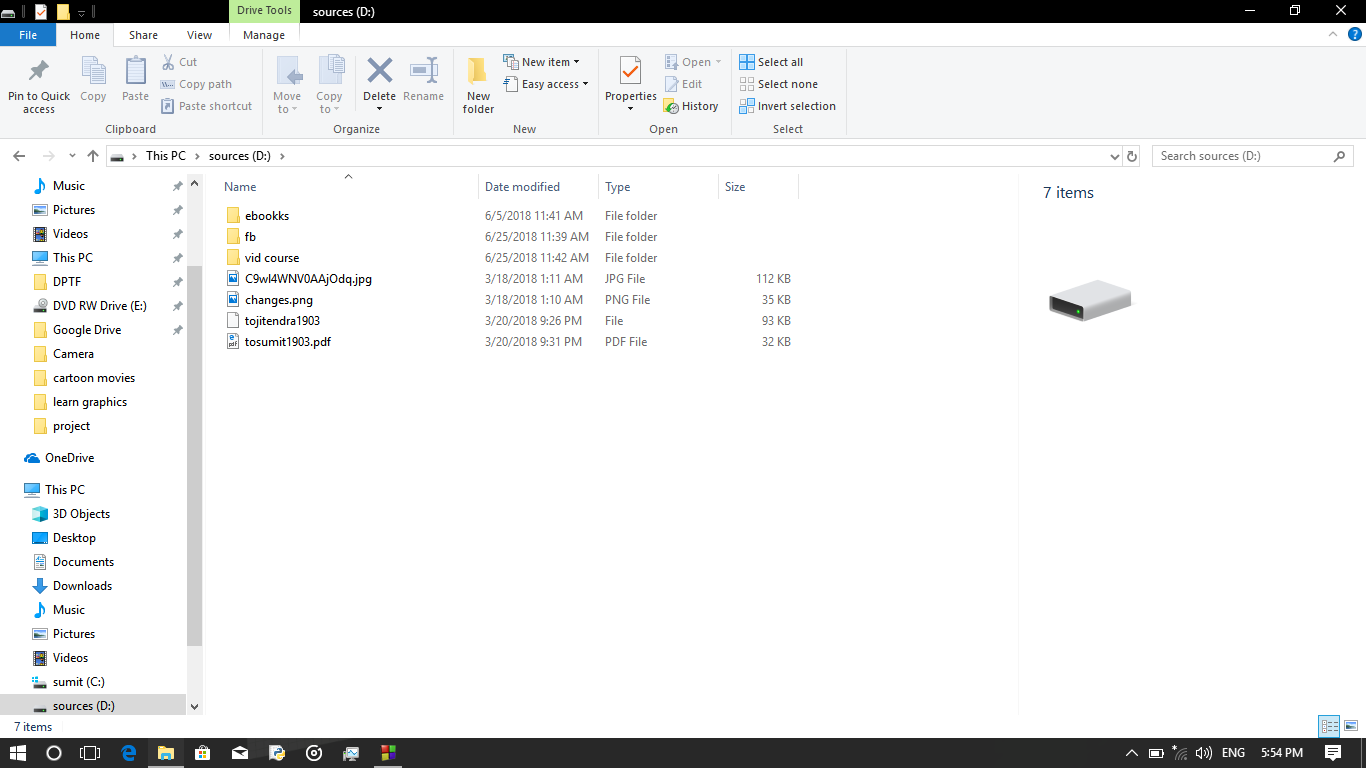 Drive Tools sources (D:)
File Home Share View Manage
Pin to Quick access
Copy
Paste
Cut
Copy path
Paste shortcut
Clipboard
Move to
Copy to
Delete
Rename
Organize
New folder
New item
Easy access
New
Properties
Open
Edit
History
Open
Select all
Select none
Invert selection
Select
This PC sources (D:) Search sources (D:)
Music
Pictures
Videos
This PC
DPTF
DVD RW Drive (E:)
Google Drive
Camera
cartoon movies
learn graphics
project
OneDrive
This PC
3D Objects
Desktop
Documents
Downloads
Music
Pictures
Videos
sumit (C:)
sources (D:)
Name Date modified Type Size
ebookks 6/5/2018 11:41 AM File folder
fb 6/25/2018 11:39 AM File folder
vid course 6/25/2018 11:42 AM File folder
C9wI4WNV0AAjOdq.jpg 3/18/2018 1:11 AM JPG File 112 KB
changes.png 3/18/2018 1:10 AM PNG File 35 KB
tojitendra1903 3/20/2018 9:26 PM File 93 KB
tosumit1903.pdf 3/20/2018 9:31 PM PDF File 32 KB
7 items
7 items
ENG 5:54 PM